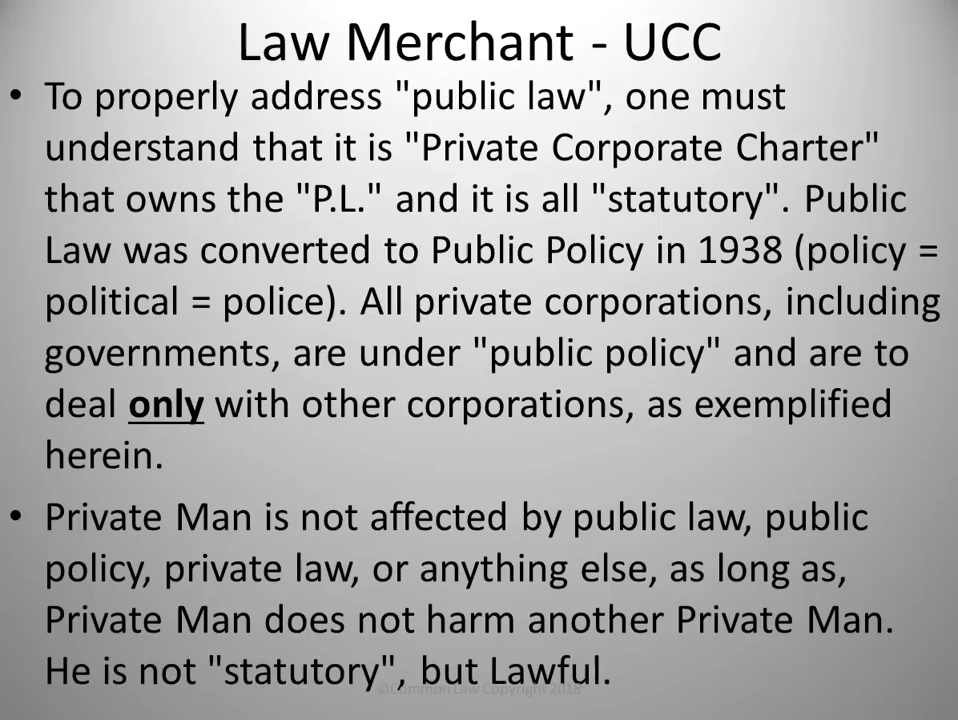 Law Merchant - UCC
• To properly address "public law", one must
understand that it is "Private Corporate Charter"
that owns the "P.L." and it is all "statutory". Public
Law was converted to Public Policy in 1938 (policy =
political = police). All private corporations, including
governments, are under "public policy" and are to
deal only with other corporations, as exemplified
herein.
• Private Man is not affected by public law, public
policy, private law, or anything else, as long as,
Private Man does not harm another Private Man.
He is not "statutory", but Lawful.
©Common Law Copyright 2018